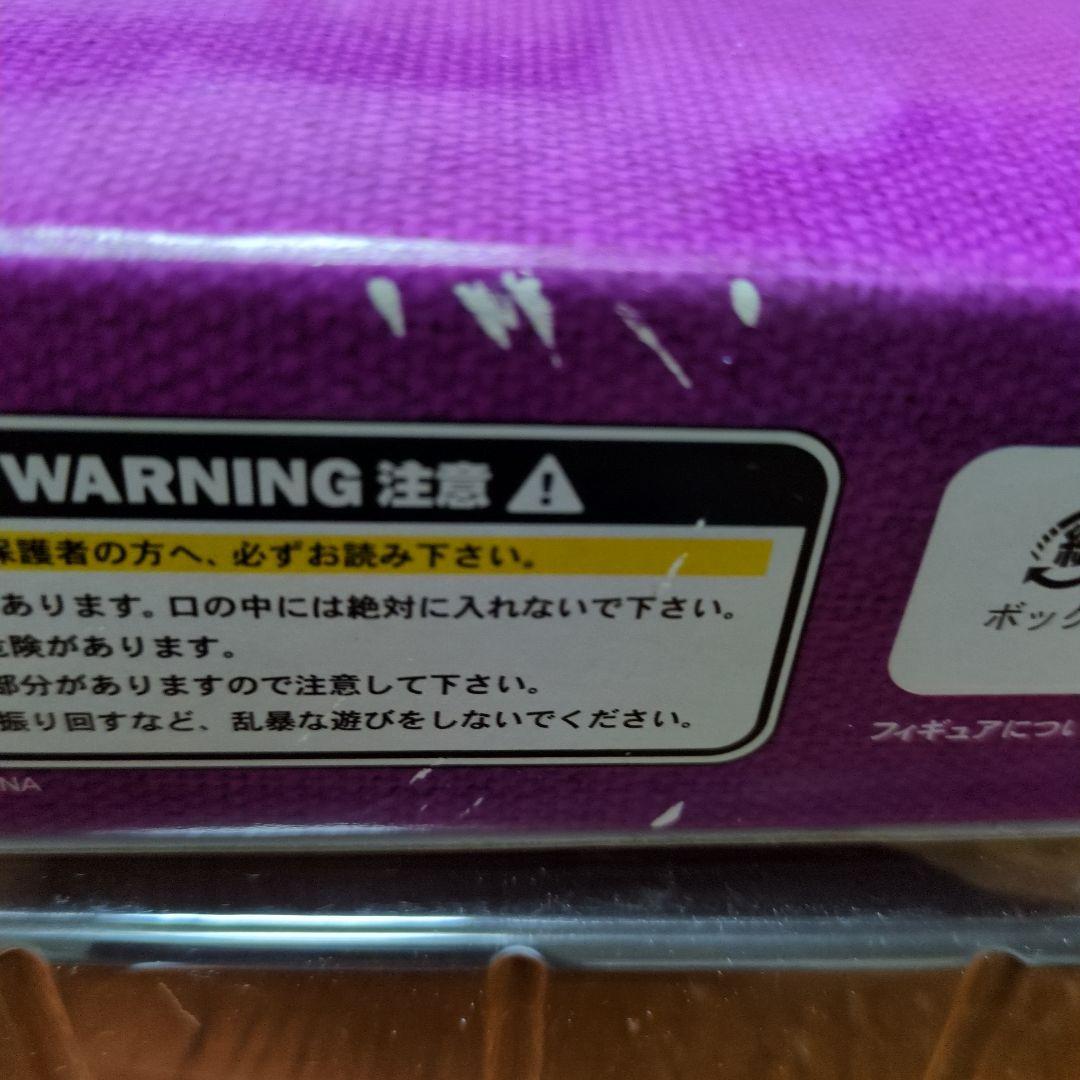 WARNING 注意
保護者の方へ、必ずお読み下さい。
あります。口の中には絶対に入れないで下さい。
危険があります。
部分がありますので注意して下さい。
振り回すなど、乱暴な遊びをしないでください。
NA
紙
ボック
フィギュアについ